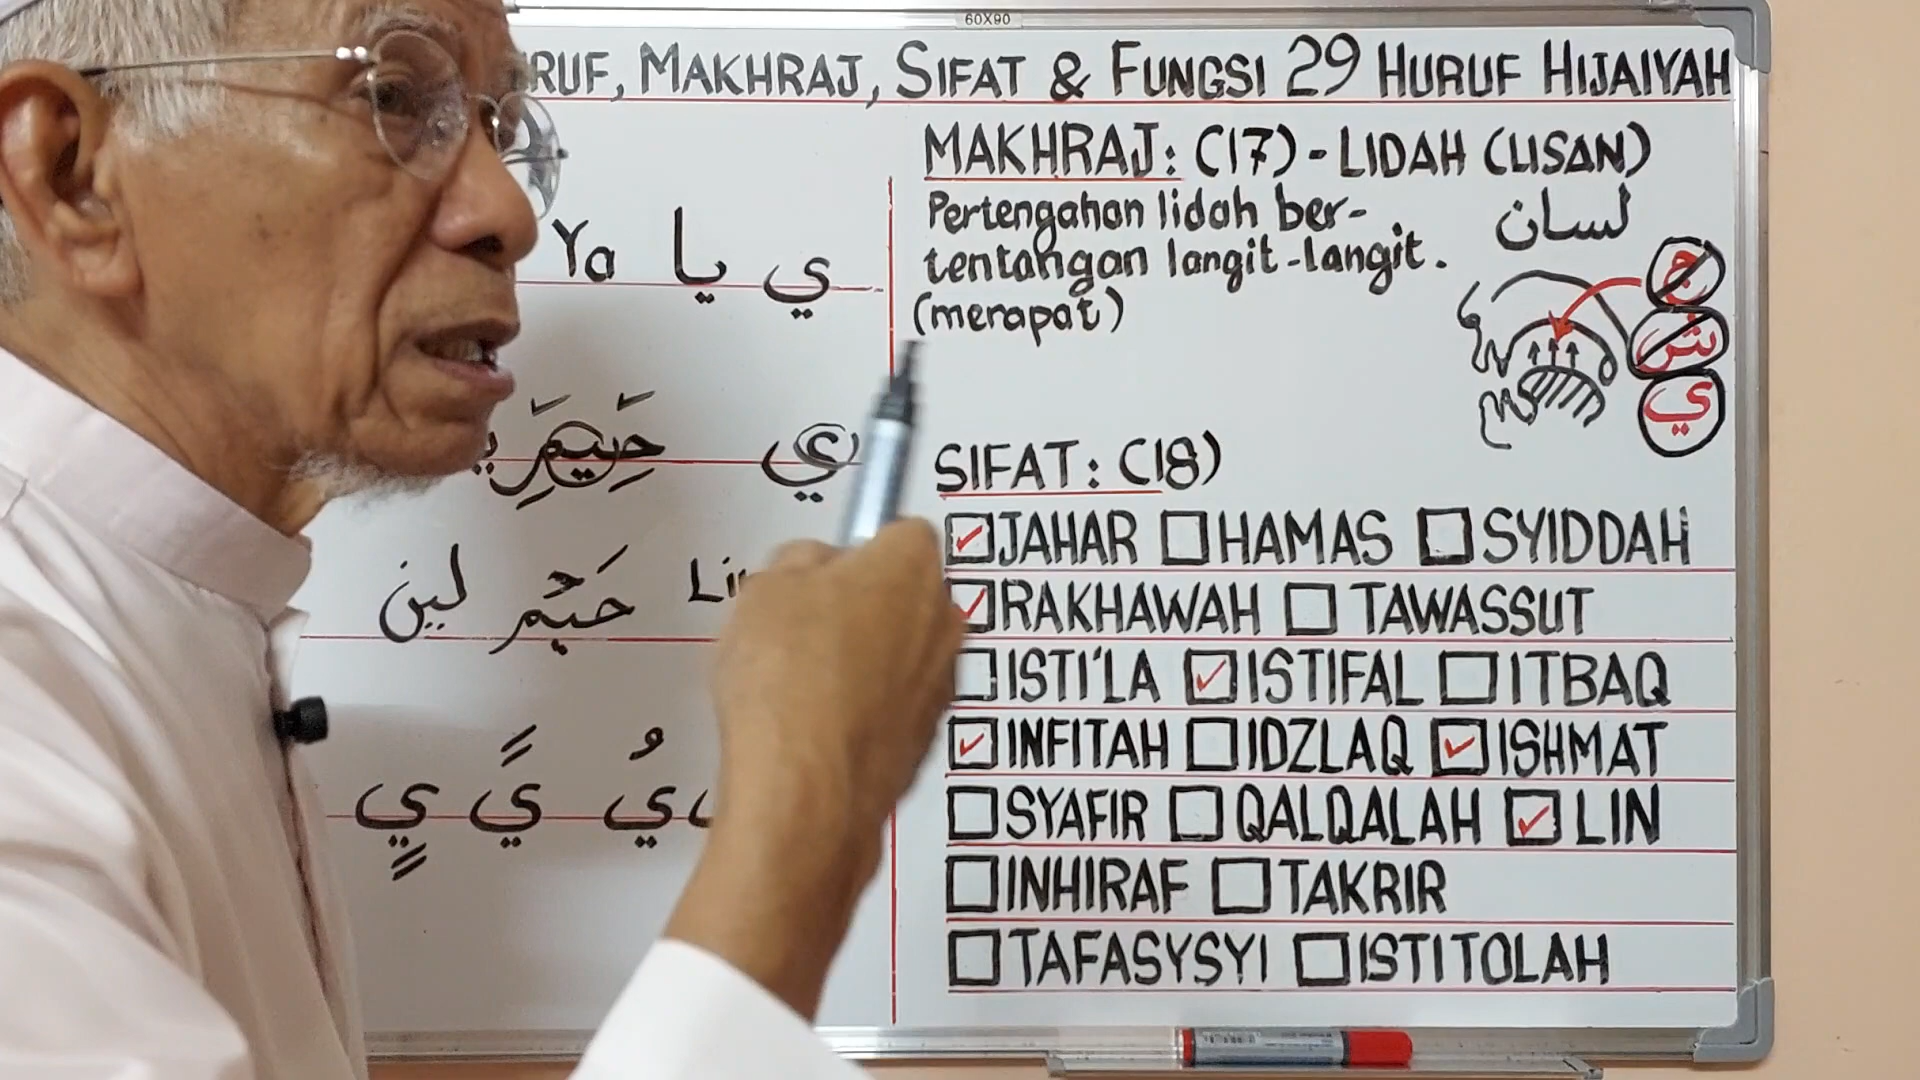 60X90
RUF, MAKHRAJ, SIFAT & FUNGSI 29 HURUF HIJAIYAH
Ya يا ي
حِيَمِ ي
لين حَيْم Li
يٍ يً يُ
MAKHRAJ: (17) - LIDAH (LISAN)
لسان
Pertengahan lidah ber-
tentangan langit-langit.
(merapat)
ج
ش
ي
SIFAT: (18)
JAHAR HAMAS SYIDDAH
RAKHAWAH TAWASSUT
ISTI'LA ISTIFAL ITBAQ
INFITAH IDZLAQ ISHMAT
SYAFIR QALQALAH LIN
INHIRAF TAKRIR
TAFASYSYI ISTITOLAH